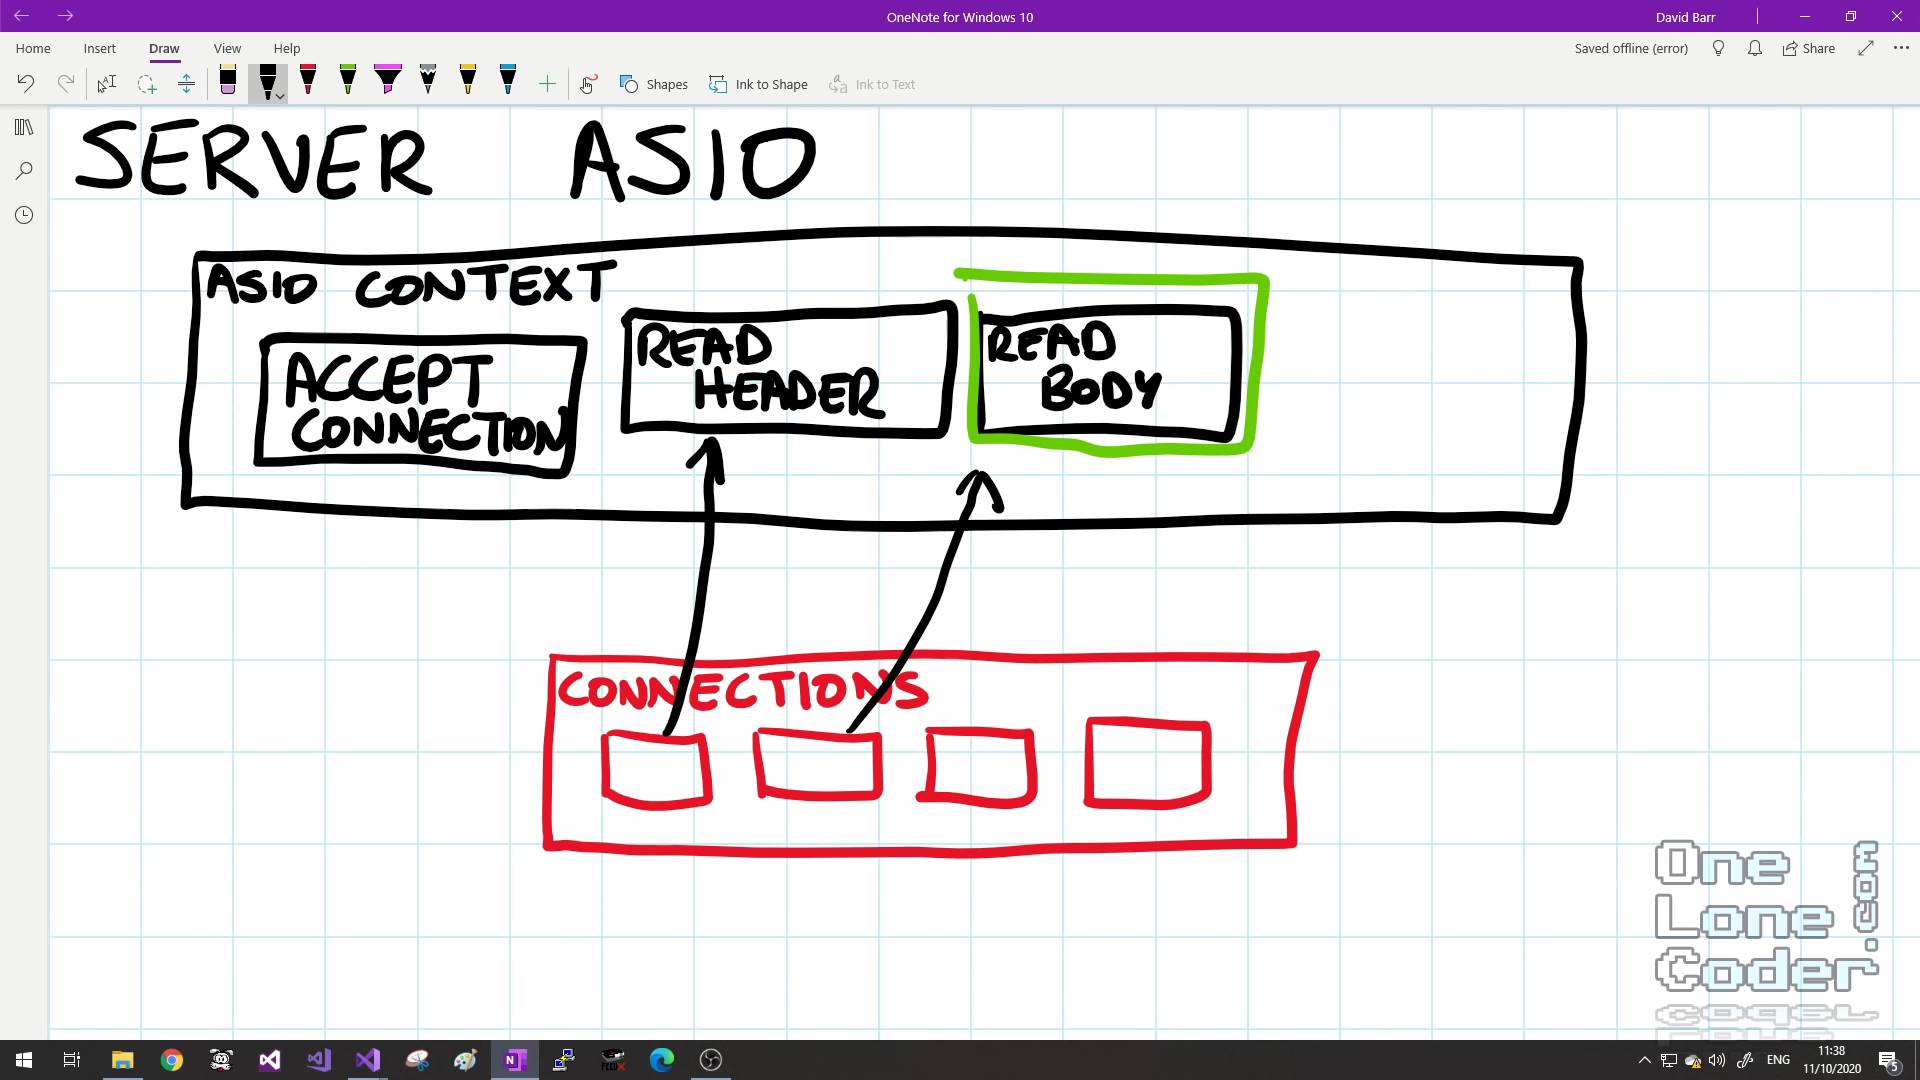 OneNote for Windows 10
David Barr
Home Insert Draw View Help
Saved offline (error)
Share
Shapes
Ink to Shape
Ink to Text
SERVER ASIO
ASIO CONTEXT
ACCEPT
CONNECTION
READ
HEADER
READ
BODY
CONNECTIONS
One
Lone
Coder
.com
ENG
11:38
11/10/2020
5